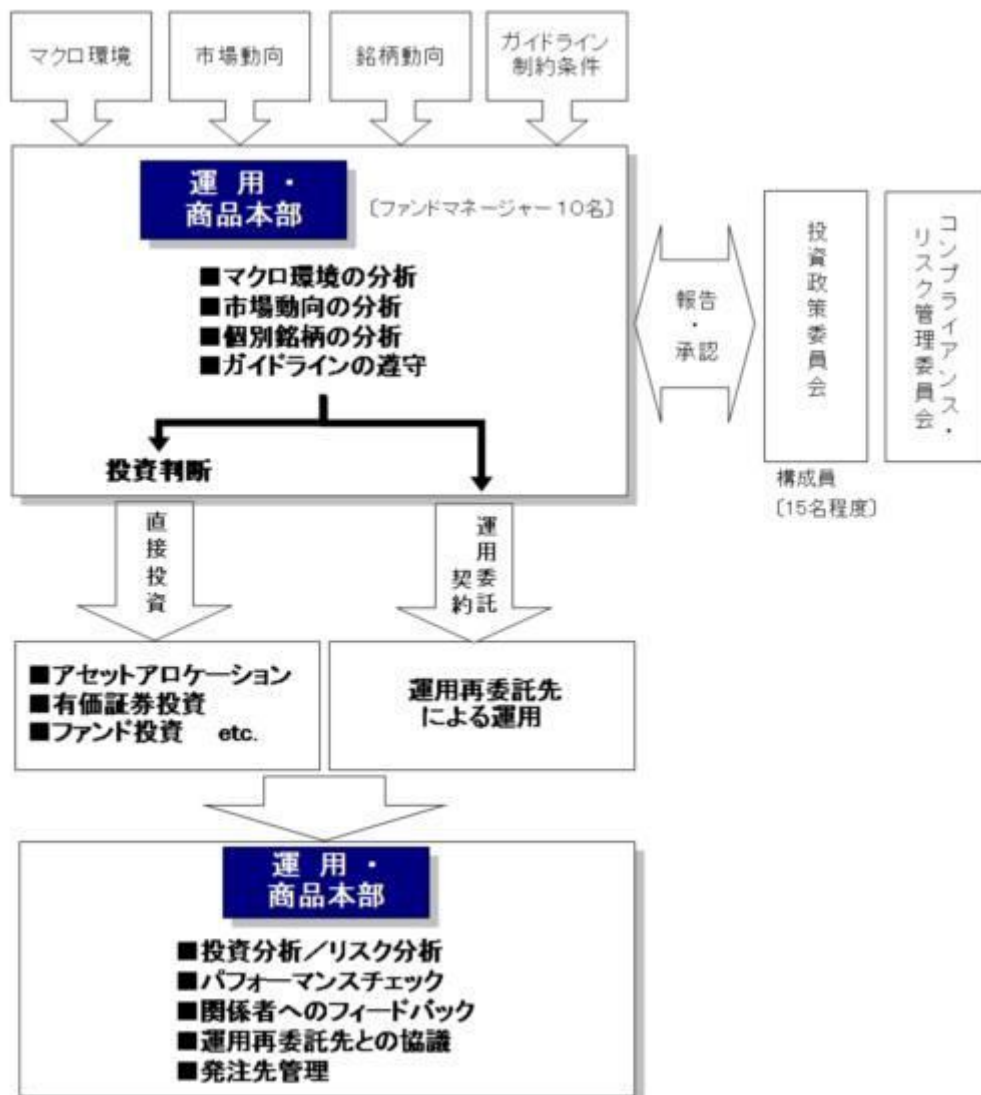 マクロ環境
市場動向
銘柄動向
ガイドライン
制約条件
運 用 ・
商品本部
〔ファンドマネージャー１０名〕
■マクロ環境の分析
■市場動向の分析
■個別銘柄の分析
■ガイドラインの遵守
投資判断
報告
・
承認
投資政策委員会
コンプライアンス・
リスク管理委員会
構成員
〔15名程度〕
直接投資
運用委託
契約
■アセットアロケーション
■有価証券投資
■ファンド投資 etc.
運用再委託先
による運用
運 用 ・
商品本部
■投資分析／リスク分析
■パフォーマンスチェック
■関係者へのフィードバック
■運用再委託先との協議
■発注先管理